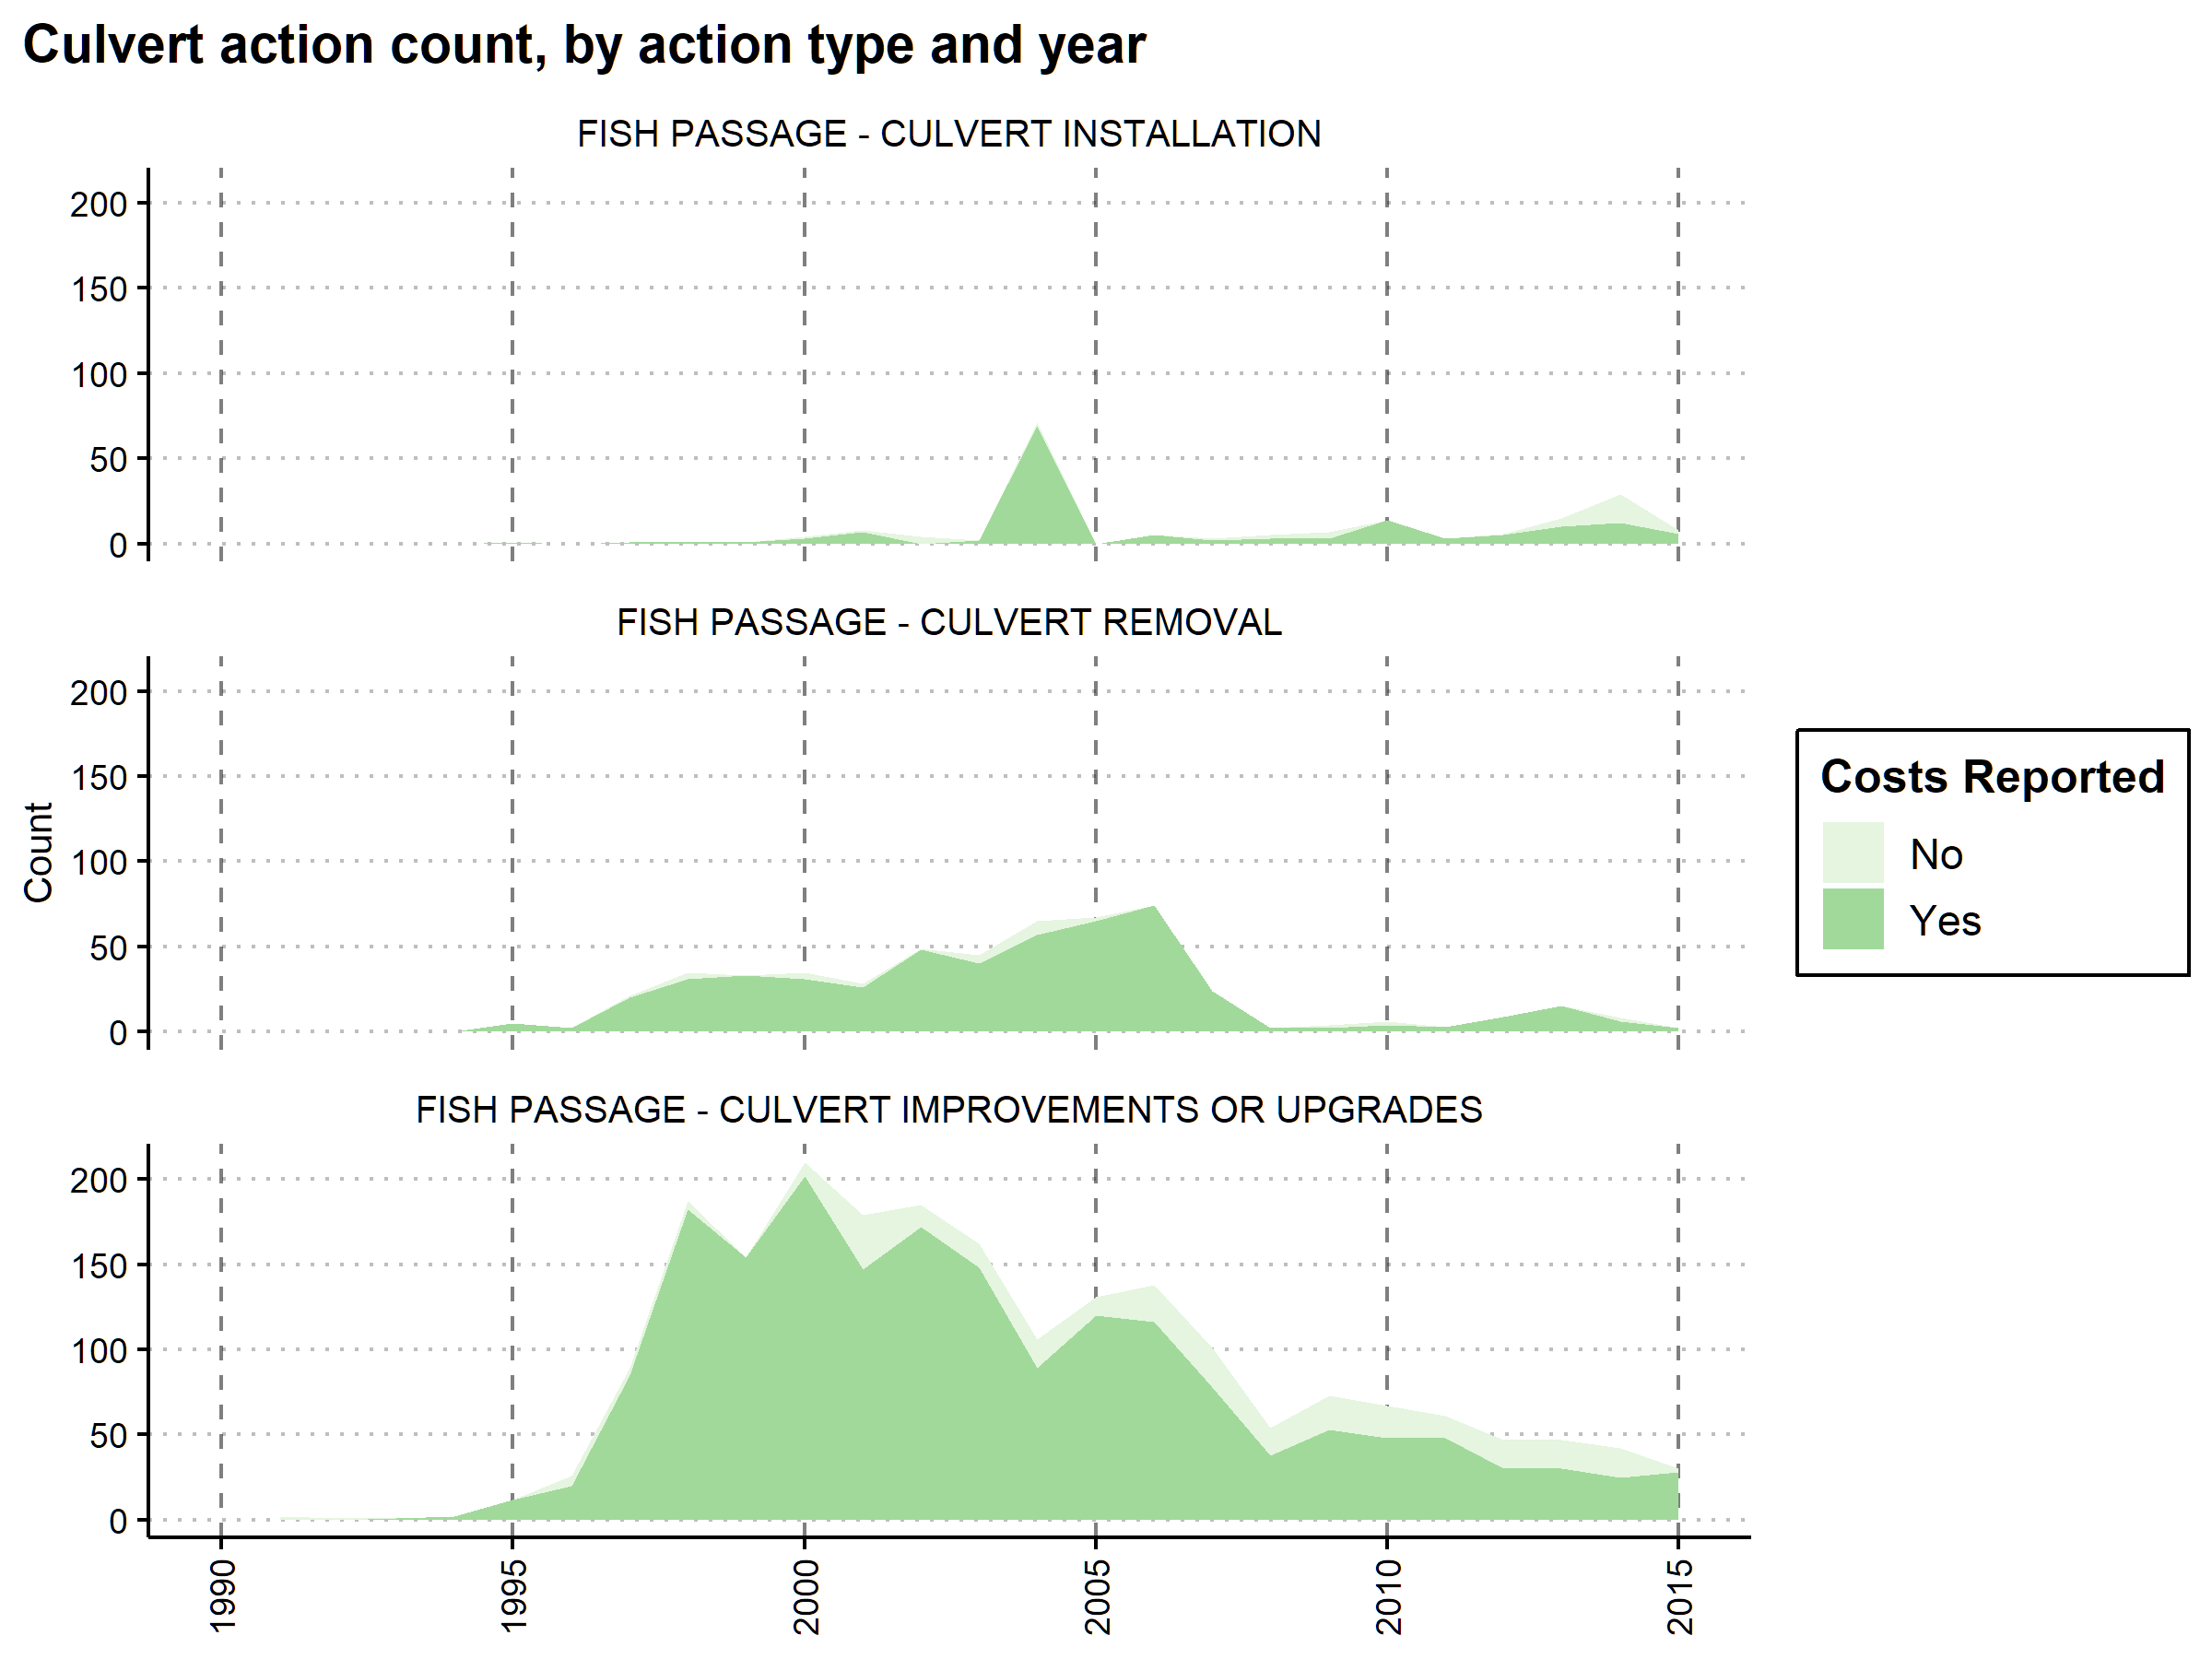 Culvert action count, by action type and year
FISH PASSAGE - CULVERT INSTALLATION
200
150
100
50
0
FISH PASSAGE - CULVERT REMOVAL
200
150
100
50
0
Count
FISH PASSAGE - CULVERT IMPROVEMENTS OR UPGRADES
200
150
100
50
0
1990
1995
2000
2005
2010
2015
Costs Reported
No
Yes